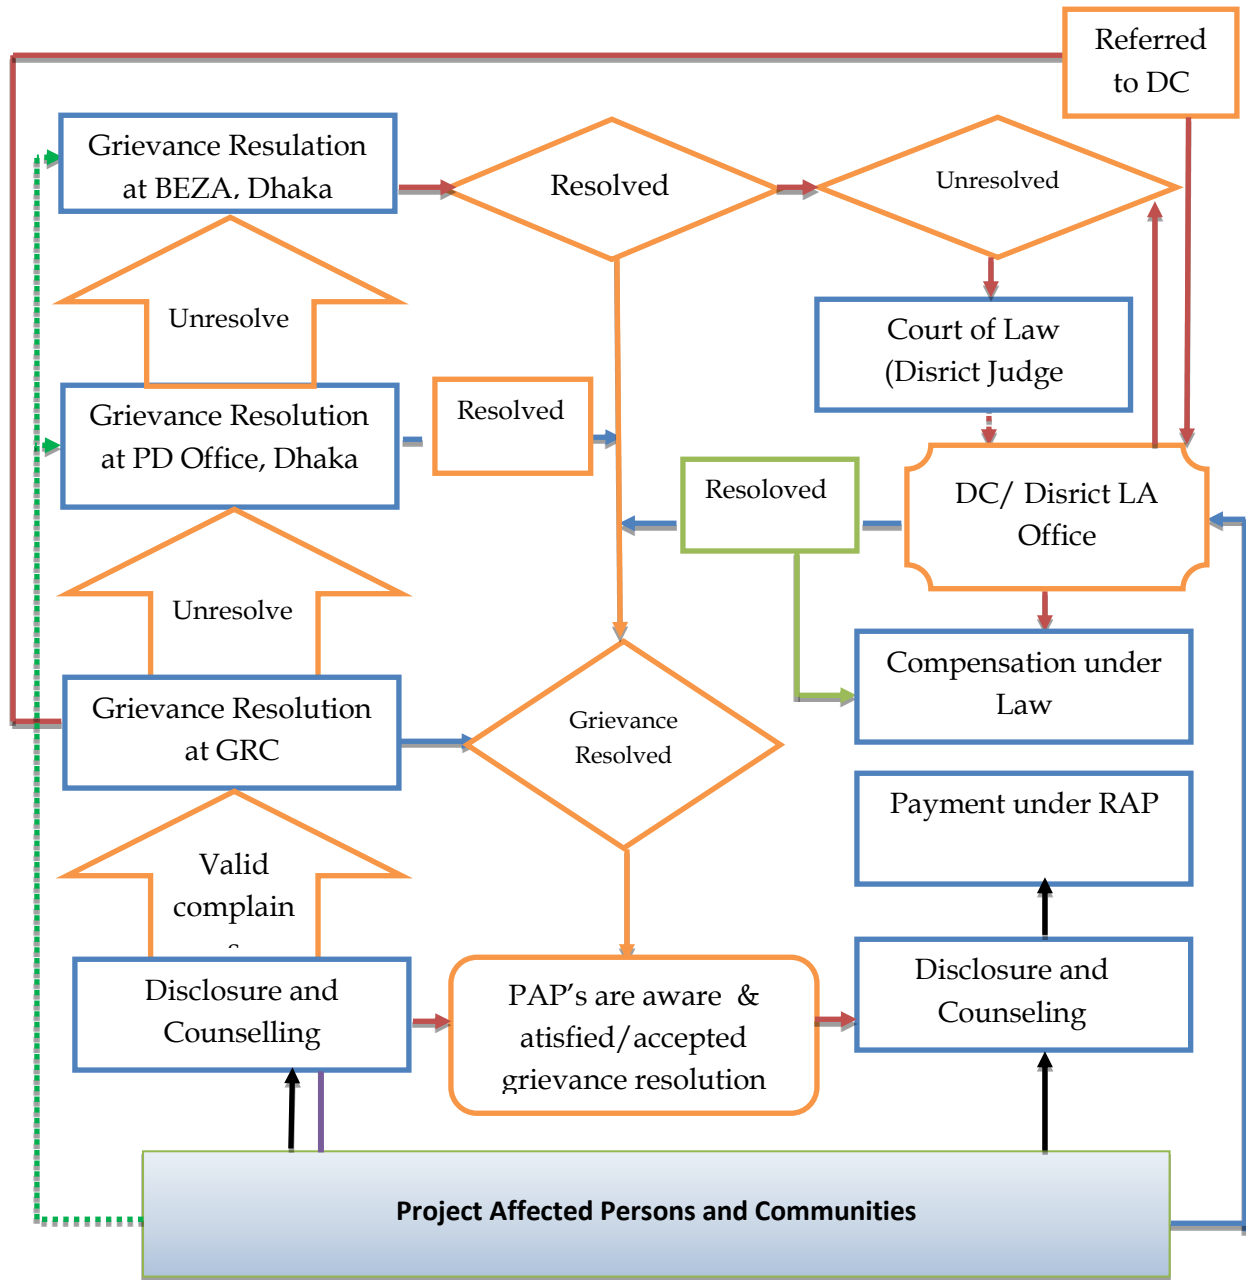 Referred
to DC
Grievance Resulation
at BEZA, Dhaka
Resolved
Unresolved
Unresolve
Court of Law
(Disrict Judge
Grievance Resolution
at PD Office, Dhaka
Resolved
Resoloved
DC/ Disrict LA
Office
Unresolve
Compensation under
Law
Grievance Resolution
at GRC
Grievance
Resolved
Payment under RAP
Valid
complain
s
Disclosure and
Counselling
PAP's are aware &
atisfied/accepted
grievance resolution
Disclosure and
Counseling
Project Affected Persons and Communities